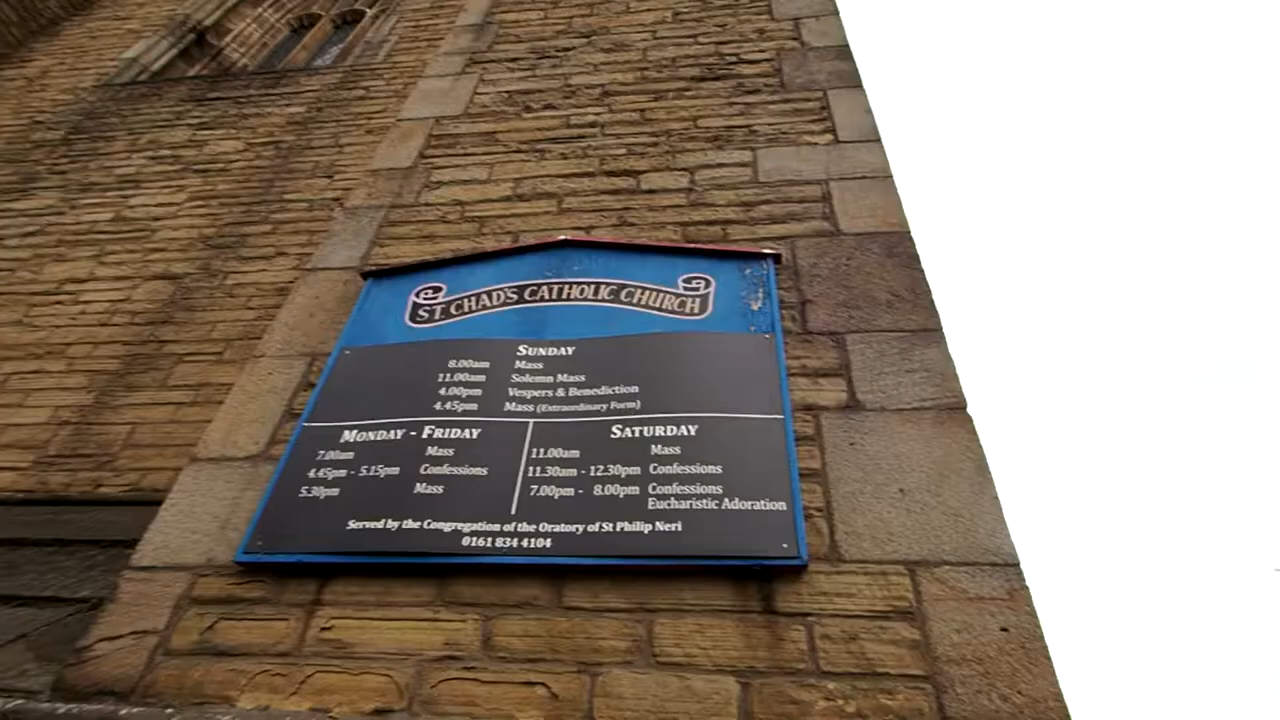 ST. CHAD'S CATHOLIC CHURCH
SUNDAY
8.00am Mass
11.00am Solemn Mass
4.00pm Vespers & Benediction
4.45pm Mass (Extraordinary Form)
MONDAY - FRIDAY
7.00am Mass
4.45pm - 5.15pm Confessions
5.30pm Mass
SATURDAY
11.00am Mass
11.30am - 12.30pm Confessions
7.00pm - 8.00pm Confessions
Eucharistic Adoration
Served by the Congregation of the Oratory of St Philip Neri
0161 834 4104